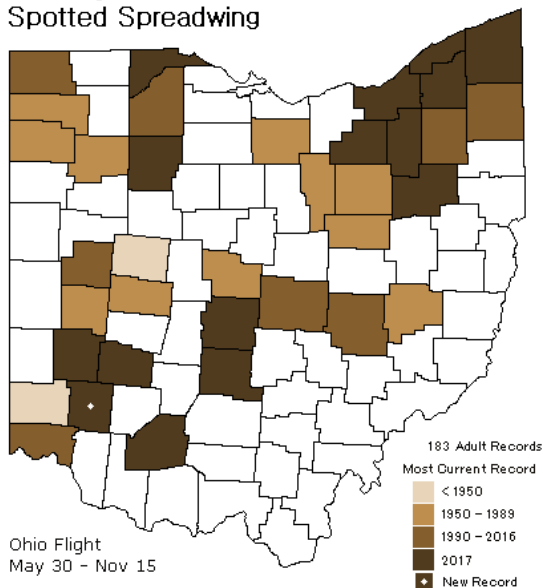 Spotted Spreadwing
183 Adult Records
Most Current Record
< 1950
1950 - 1989
1990 - 2016
2017
New Record
Ohio Flight
May 30 - Nov 15